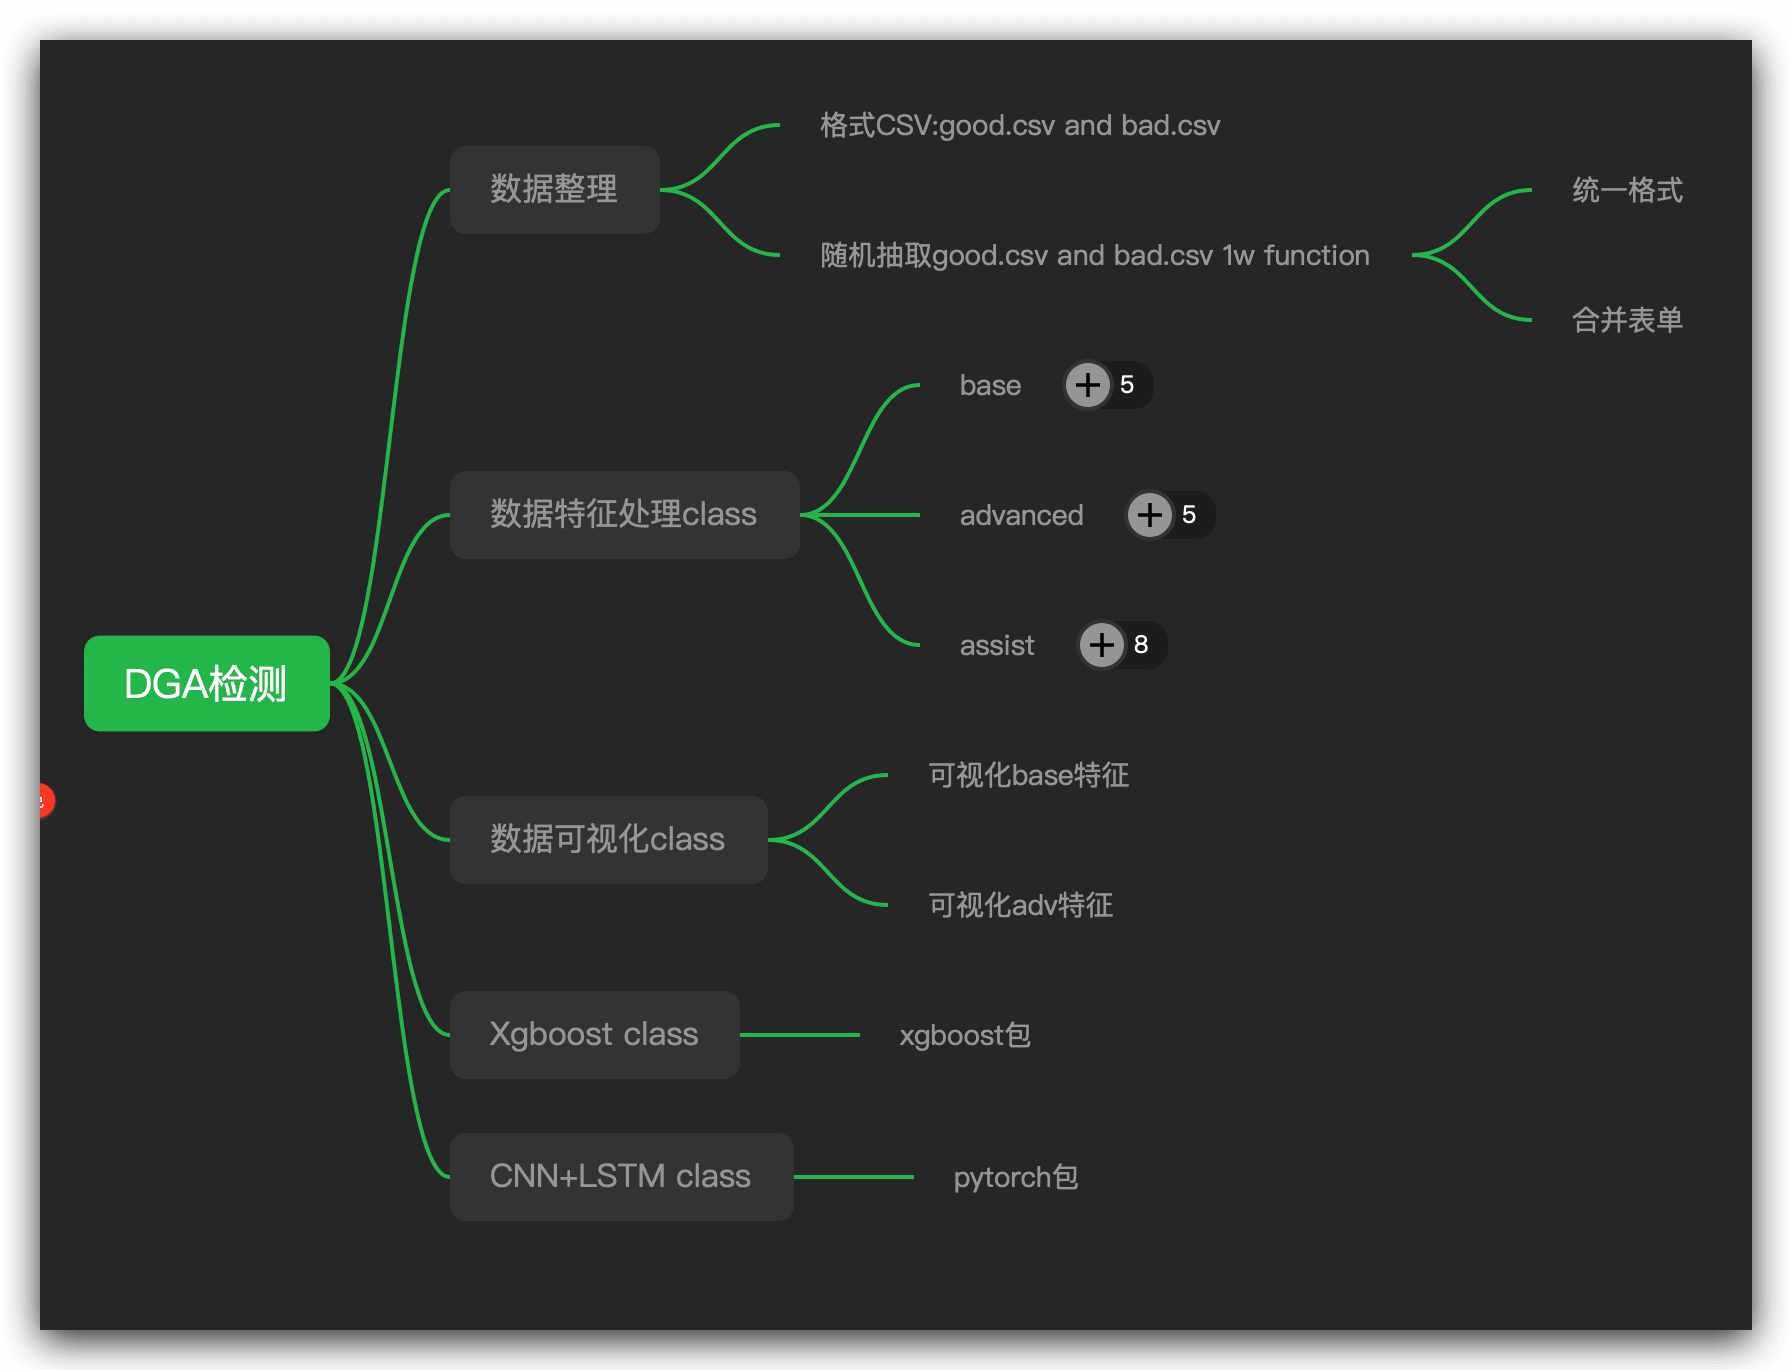 格式CSV:good.csv and bad.csv
数据整理
统一格式
随机抽取good.csv and bad.csv 1w function
合并表单
base 5
数据特征处理class
advanced 5
assist 8
DGA检测
可视化base特征
数据可视化class
可视化adv特征
Xgboost class
xgboost包
CNN+LSTM class
pytorch包